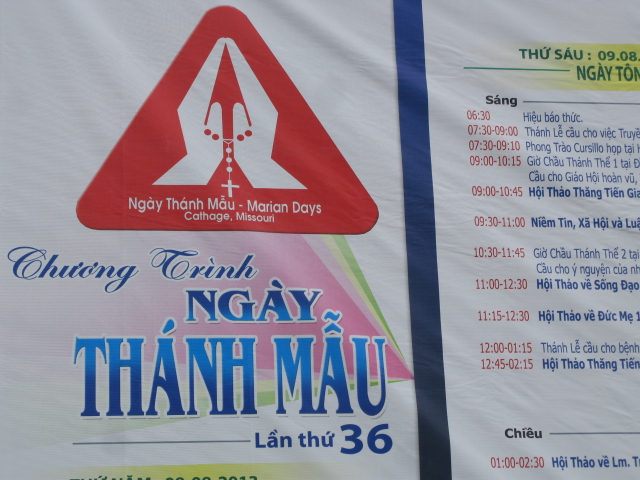 Ngày Thánh Mẫu - Marian Days
Cathage, Missouri
Chương Trình
NGÀY
THÁNH MẪU
Lần thứ 36
THỨ SÁU: 09.08.
NGÀY TÔN
Sáng
06:30 Hiệu báo thức.
07:30-09:00 Thánh Lễ cầu cho việc Truyề
07:30-09:10 Phong Trào Cursillo họp tại H
09:00-10:15 Giờ Chầu Thánh Thể 1 tại Đ
Cầu cho Giáo Hội hoàn vũ,
09:00-10:45 Hội Thảo Thăng Tiến Gia
09:30-11:00 Niềm Tin, Xã Hội và Luậ
10:30-11:45 Giờ Chầu Thánh Thể 2 tạ
Cầu cho ý nguyện của nh
11:00-12:30 Hội Thảo về Sống Đạo
11:15-12:30 Hội Thảo về Đức Mẹ 1
12:00-01:15 Thánh Lễ cầu cho bệnh
12:45-02:15 Hội Thảo Thăng Tiến
Chiều
01:00-02:30 Hội Thảo về Lm. Tr